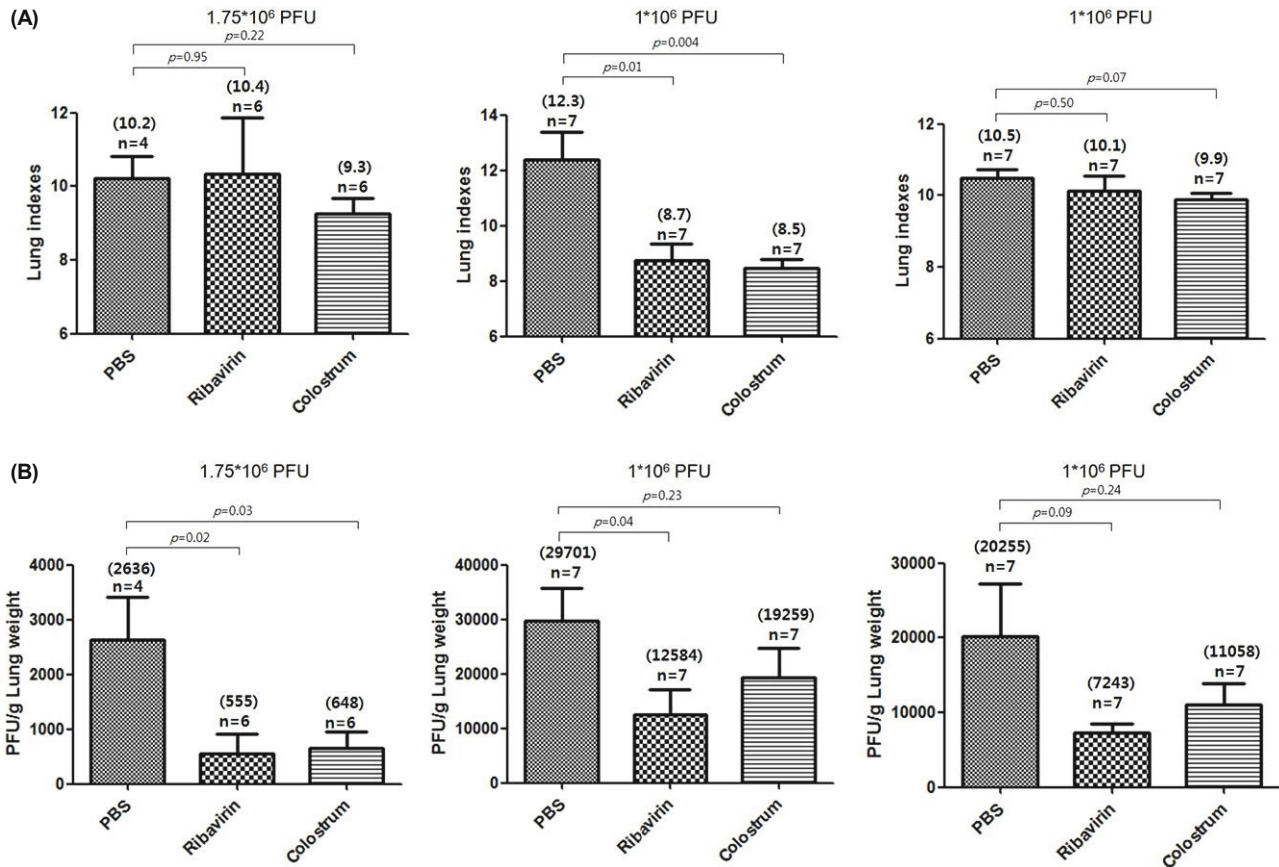 (A)
1.75*10⁶ PFU
p=0.22
p=0.95
(10.2)
n=4
(10.4)
n=6
(9.3)
n=6
Lung indexes
12
10
8
6
PBS
Ribavirin
Colostrum
1*10⁶ PFU
p=0.004
p=0.01
(12.3)
n=7
(8.7)
n=7
(8.5)
n=7
Lung indexes
14
12
10
8
6
PBS
Ribavirin
Colostrum
1*10⁶ PFU
p=0.07
p=0.50
(10.5)
n=7
(10.1)
n=7
(9.9)
n=7
Lung indexes
12
10
8
6
PBS
Ribavirin
Colostrum
(B)
1.75*10⁶ PFU
p=0.03
p=0.02
(2636)
n=4
(555)
n=6
(648)
n=6
PFU/g Lung weight
4000
3000
2000
1000
0
PBS
Ribavirin
Colostrum
1*10⁶ PFU
p=0.23
p=0.04
(29701)
n=7
(12584)
n=7
(19259)
n=7
PFU/g Lung weight
40000
30000
20000
10000
0
PBS
Ribavirin
Colostrum
1*10⁶ PFU
p=0.24
p=0.09
(20255)
n=7
(7243)
n=7
(11058)
n=7
PFU/g Lung weight
30000
20000
10000
0
PBS
Ribavirin
Colostrum